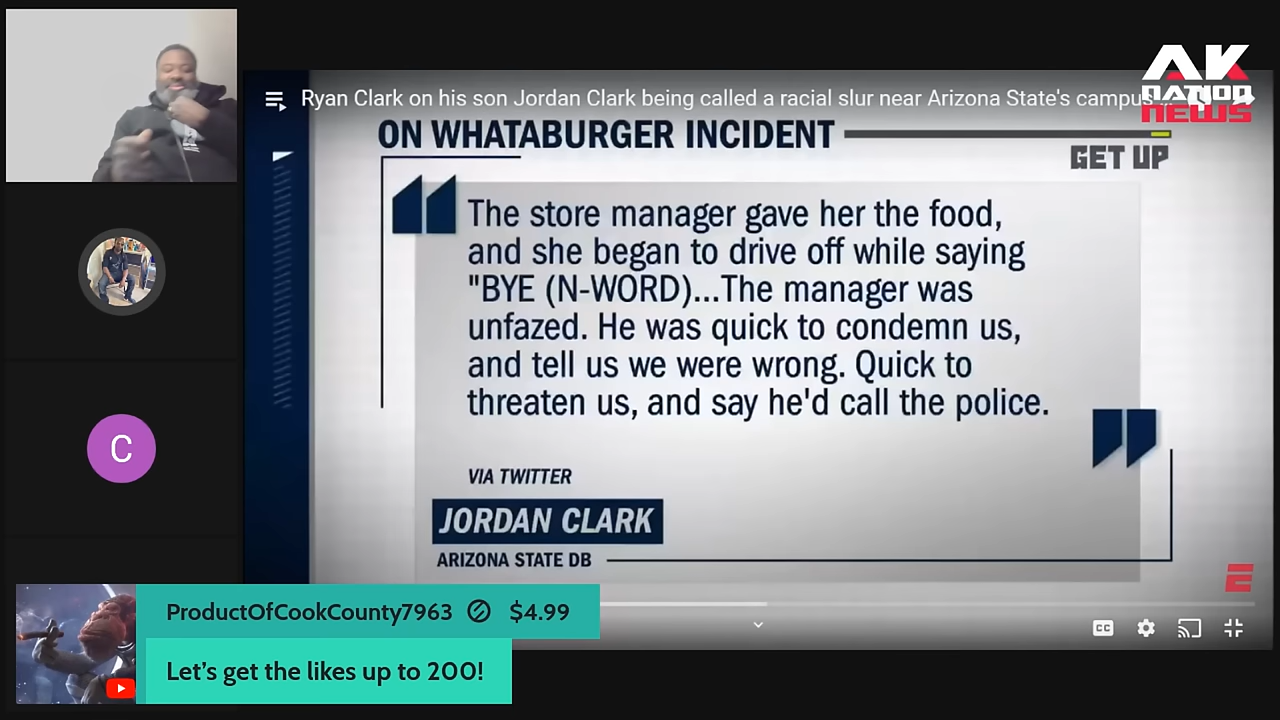 Ryan Clark on his son Jordan Clark being called a racial slur near Arizona State's campus...
AK
NATION
NEWS
ON WHATABURGER INCIDENT
GET UP
The store manager gave her the food,
and she began to drive off while saying
"BYE (N-WORD)...The manager was
unfazed. He was quick to condemn us,
and tell us we were wrong. Quick to
threaten us, and say he'd call the police.
VIA TWITTER
JORDAN CLARK
ARIZONA STATE DB
C
E
CC
ProductOfCookCounty7963 $4.99
Let's get the likes up to 200!